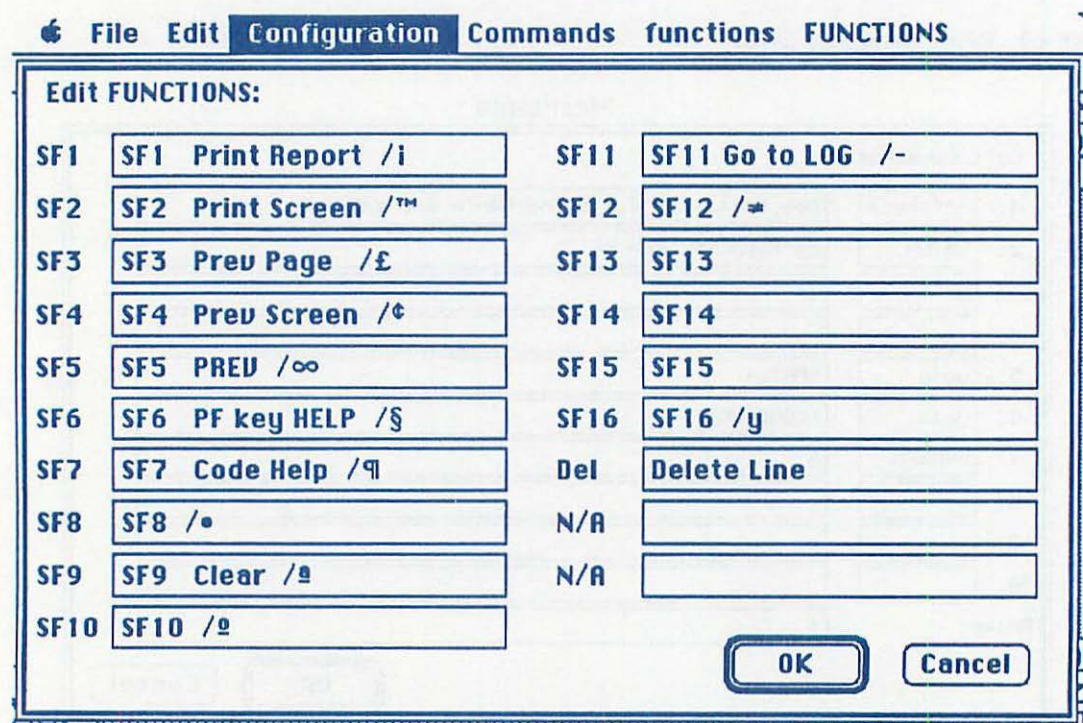 File Edit Configuration Commands functions FUNCTIONS
Edit FUNCTIONS:
SF1 SF1 Print Report /¡
SF2 SF2 Print Screen /™
SF3 SF3 Prev Page /£
SF4 SF4 Prev Screen /¢
SF5 SF5 PREV /∞
SF6 SF6 PF key HELP /§
SF7 SF7 Code Help /¶
SF8 SF8 /•
SF9 SF9 Clear /ª
SF10 SF10 /º
SF11 SF11 Go to LOG /-
SF12 SF12 /≠
SF13 SF13
SF14 SF14
SF15 SF15
SF16 SF16 /y
Del Delete Line
N/A
N/A
OK Cancel